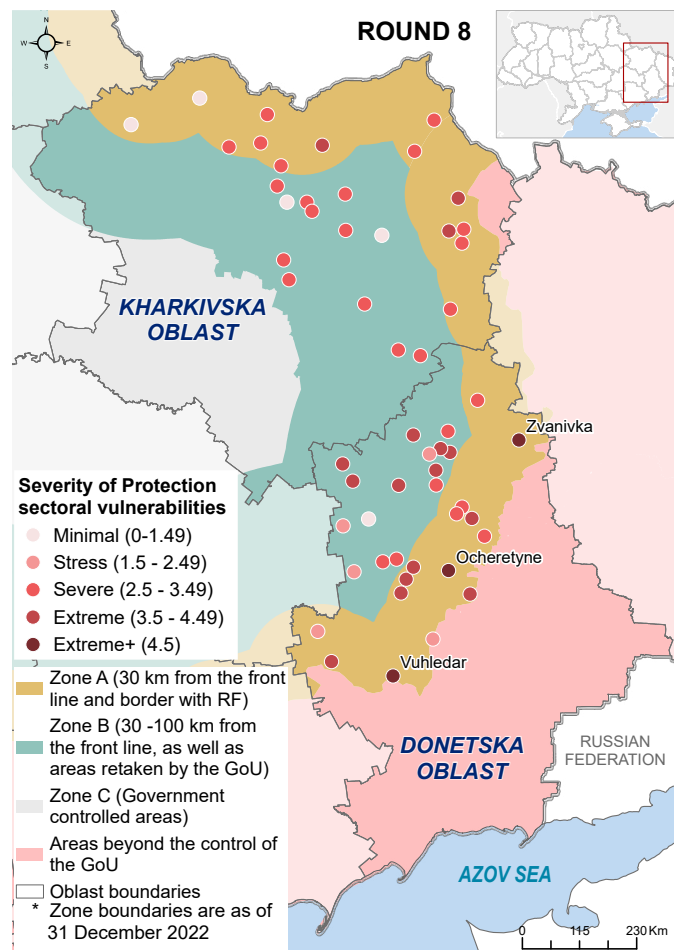 ROUND 8
N
W
E
S
KHARKIVSKA
OBLAST
Zvanivka
Severity of Protection
sectoral vulnerabilities
Minimal (0-1.49)
Stress (1.5 - 2.49)
Severe (2.5 - 3.49)
Extreme (3.5 - 4.49)
Extreme+ (4.5)
Ocheretyne
Vuhledar
Zone A (30 km from the front
line and border with RF)
Zone B (30 -100 km from
the front line, as well as
areas retaken by the GoU)
Zone C (Government
controlled areas)
Areas beyond the control of
the GoU
Oblast boundaries
* Zone boundaries are as of
31 December 2022
DONETSKA
OBLAST
RUSSIAN
FEDERATION
AZOV SEA
0 115 230 Km